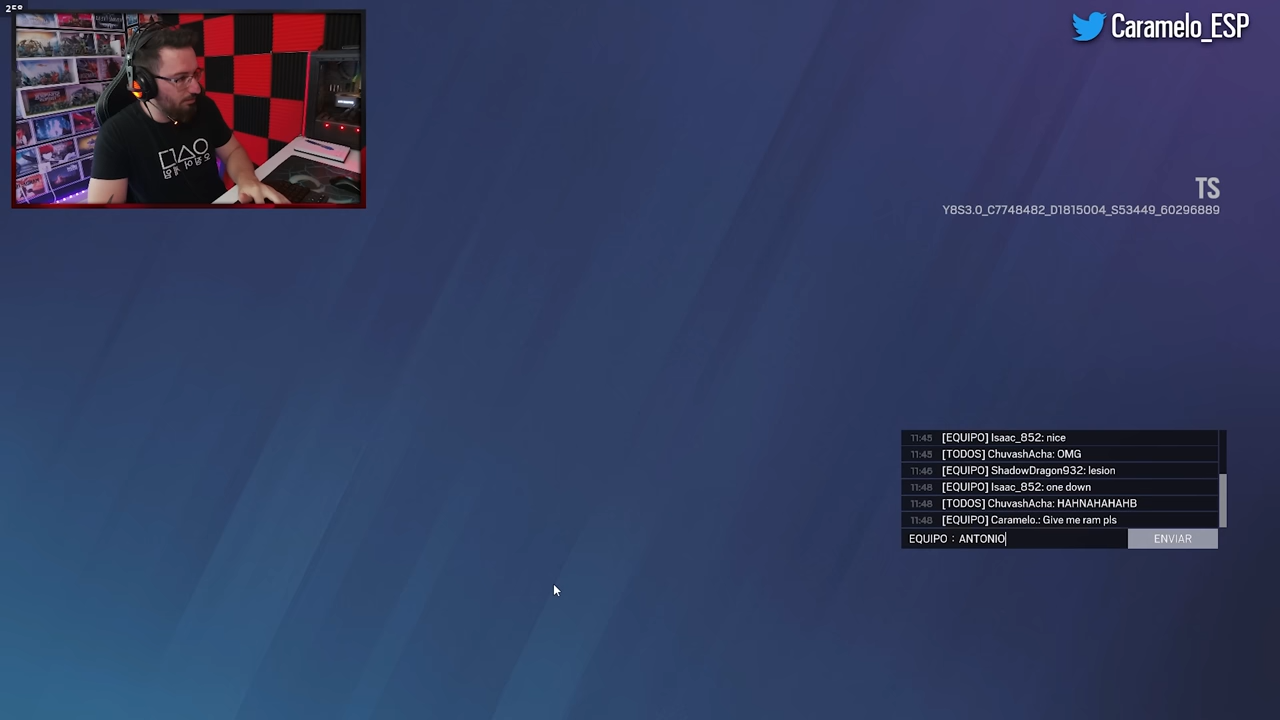 258
Caramelo_ESP
TS
Y8S3.0_C7748482_D1815004_S53449_60296889
11:45 [EQUIPO] Isaac_852: nice
11:45 [TODOS] ChuvashAcha: OMG
11:46 [EQUIPO] ShadowDragon932: lesion
11:48 [EQUIPO] Isaac_852: one down
11:48 [TODOS] ChuvashAcha: HAHNAHAHAHB
11:48 [EQUIPO] Caramelo.: Give me ram pls
EQUIPO : ANTONIO
ENVIAR